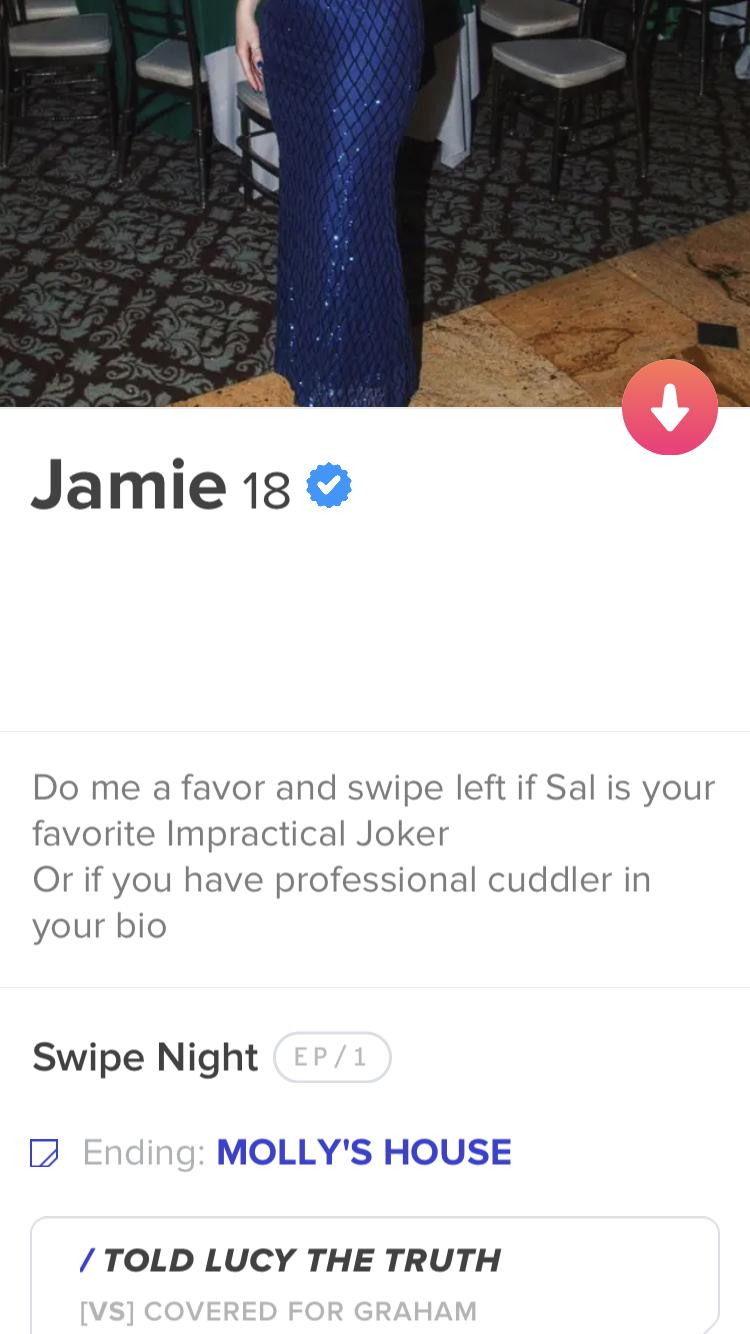 Jamie 18
Do me a favor and swipe left if Sal is your
favorite Impractical Joker
Or if you have professional cuddler in
your bio
Swipe Night EP/1
Ending: MOLLY'S HOUSE
/ TOLD LUCY THE TRUTH
[VS] COVERED FOR GRAHAM